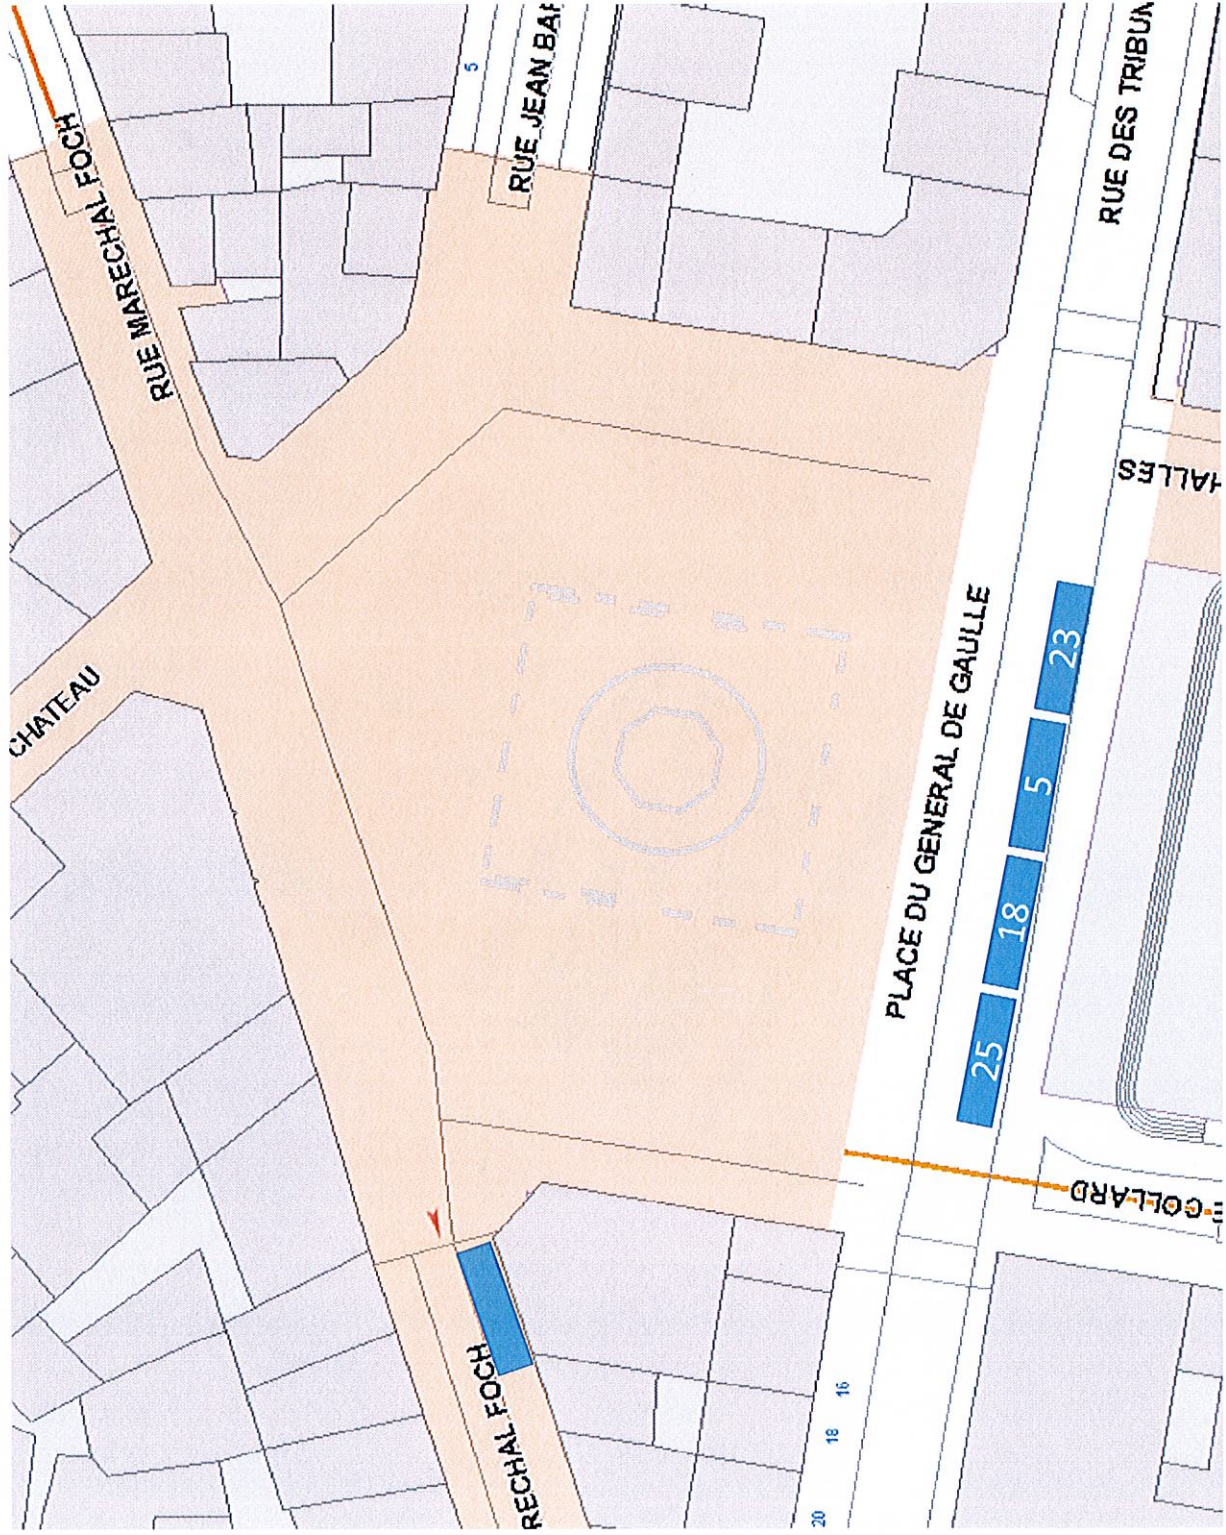 RUE MARECHAL FOCH
5
RUE JEAN BAR
RUE DES TRIBUN
HALLES
CHATEAU
PLACE DU GENERAL DE GAULLE
23
5
18
25
COLLARD
RECHAL FOCH
16
18
20